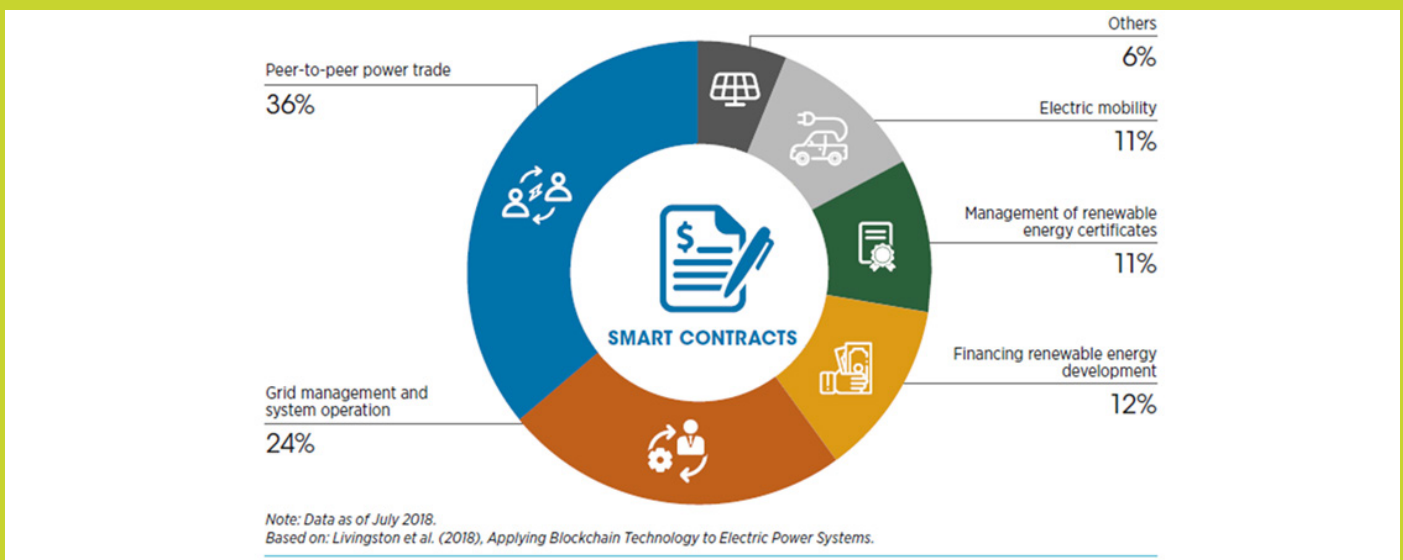 Peer-to-peer power trade
36%
Others
6%
Electric mobility
11%
Management of renewable
energy certificates
11%
Financing renewable energy
development
12%
Grid management and
system operation
24%
$
SMART CONTRACTS
Note: Data as of July 2018.
Based on: Livingston et al. (2018), Applying Blockchain Technology to Electric Power Systems.